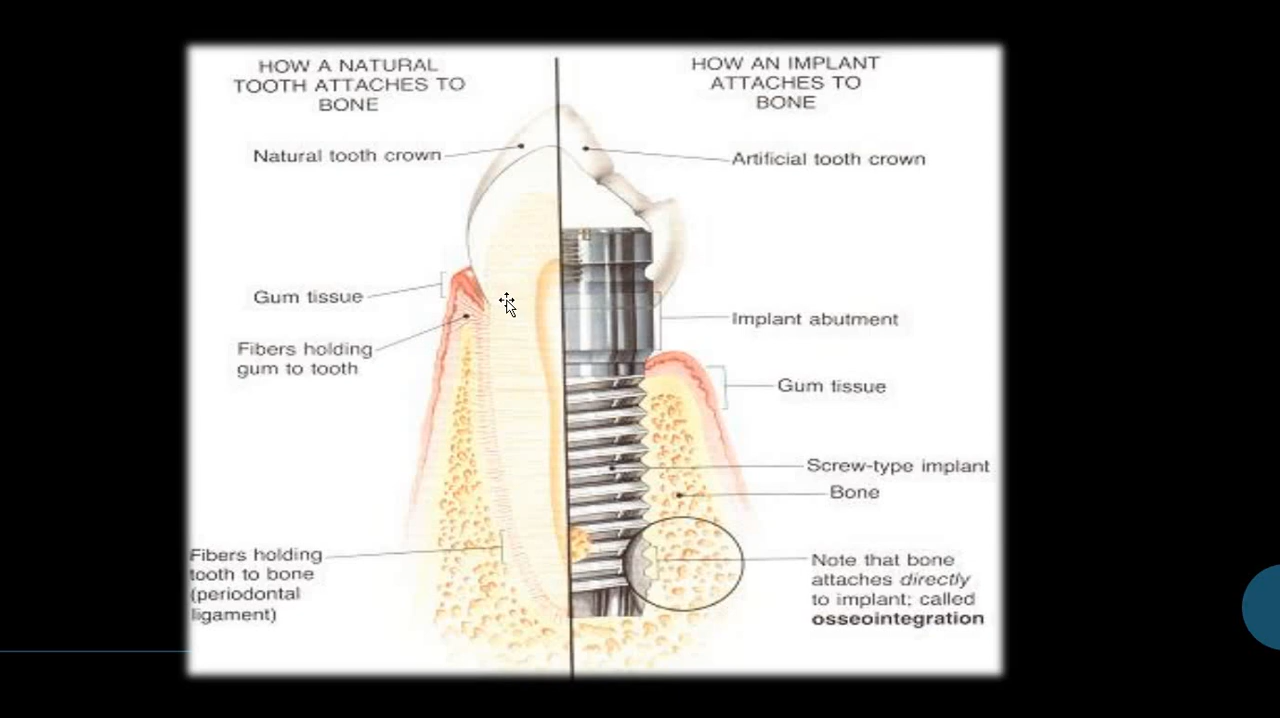 HOW A NATURAL
TOOTH ATTACHES TO
BONE
Natural tooth crown
Gum tissue
Fibers holding
gum to tooth
Fibers holding
tooth to bone
(periodontal
ligament)
HOW AN IMPLANT
ATTACHES TO
BONE
Artificial tooth crown
Implant abutment
Gum tissue
Screw-type implant
Bone
Note that bone
attaches directly
to implant; called
osseointegration